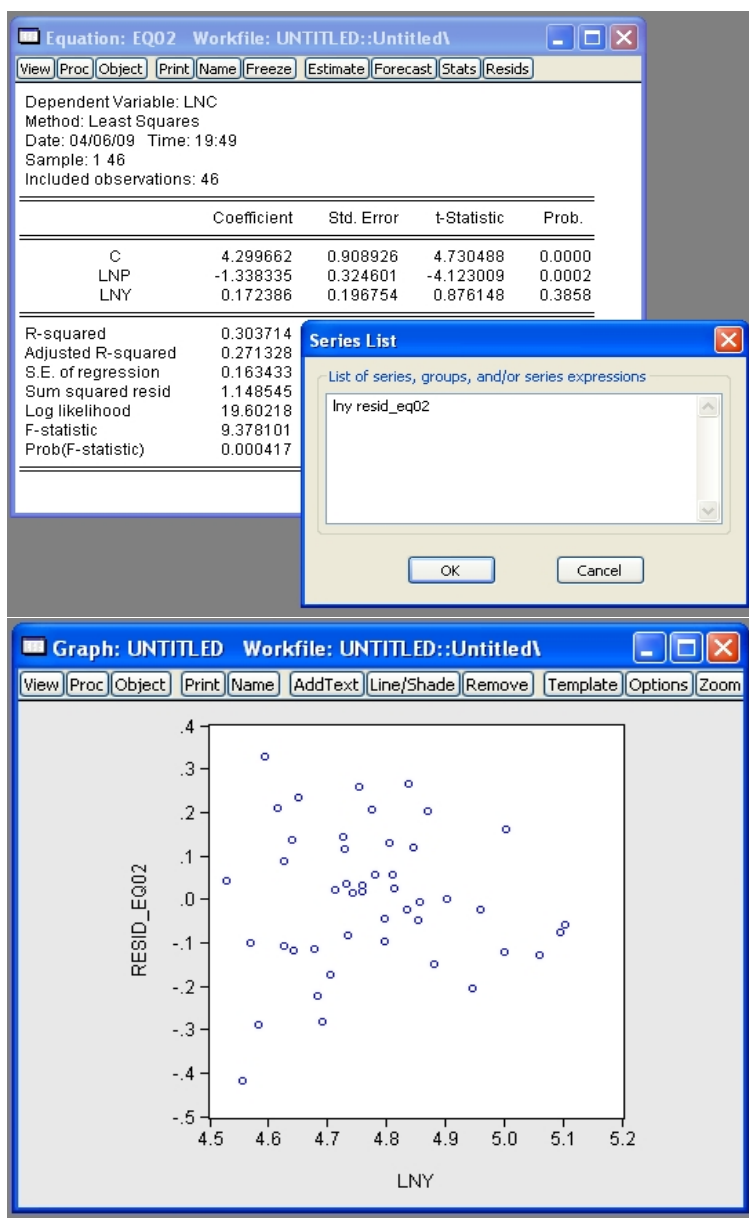 Equation: EQ02 Workfile: UNTITLED::Untitled\
View Proc Object Print Name Freeze Estimate Forecast Stats Resids
Dependent Variable: LNC
Method: Least Squares
Date: 04/06/09 Time: 19:49
Sample: 1 46
Included observations: 46
Coefficient Std. Error t-Statistic Prob.
C 4.299662 0.908926 4.730488 0.0000
LNP -1.338335 0.324601 -4.123009 0.0002
LNY 0.172386 0.196754 0.876148 0.3858
R-squared 0.303714
Adjusted R-squared 0.271328
S.E. of regression 0.163433
Sum squared resid 1.148545
Log likelihood 19.60218
F-statistic 9.378101
Prob(F-statistic) 0.000417
Series List
List of series, groups, and/or series expressions
lny resid_eq02
OK Cancel
Graph: UNTITLED Workfile: UNTITLED::Untitled\
View Proc Object Print Name AddText Line/Shade Remove Template Options Zoom
.4
.3
.2
.1
.0
-.1
-.2
-.3
-.4
-.5
RESID_EQ02
4.5 4.6 4.7 4.8 4.9 5.0 5.1 5.2
LNY